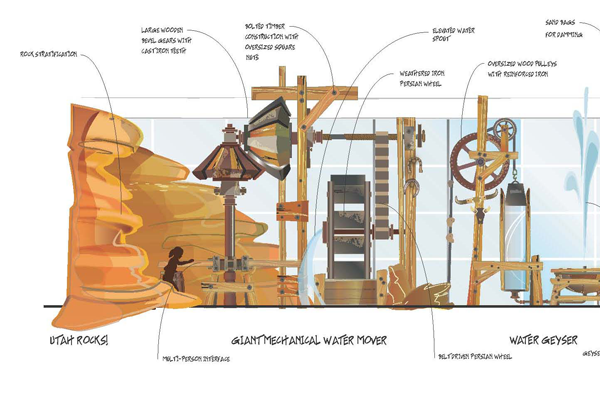 ROCK STRATIFICATION
LARGE WOODEN
BEVEL GEARS WITH
CAST IRON TEETH
BOLTED TIMBER
CONSTRUCTION WITH
OVERSIZED SQUARE
NUTS
ELEVATED WATER
SPOUT
WEATHERED IRON
PERSIAN WHEEL
OVERSIZED WOOD PULLEYS
WITH REINFORCED IRON
SAND BAGS
FOR DAMMING
UTAH ROCKS!
GIANT MECHANICAL WATER MOVER
WATER GEYSER
MULTI-PERSON INTERFACE
BELT DRIVEN PERSIAN WHEEL
GEYSE